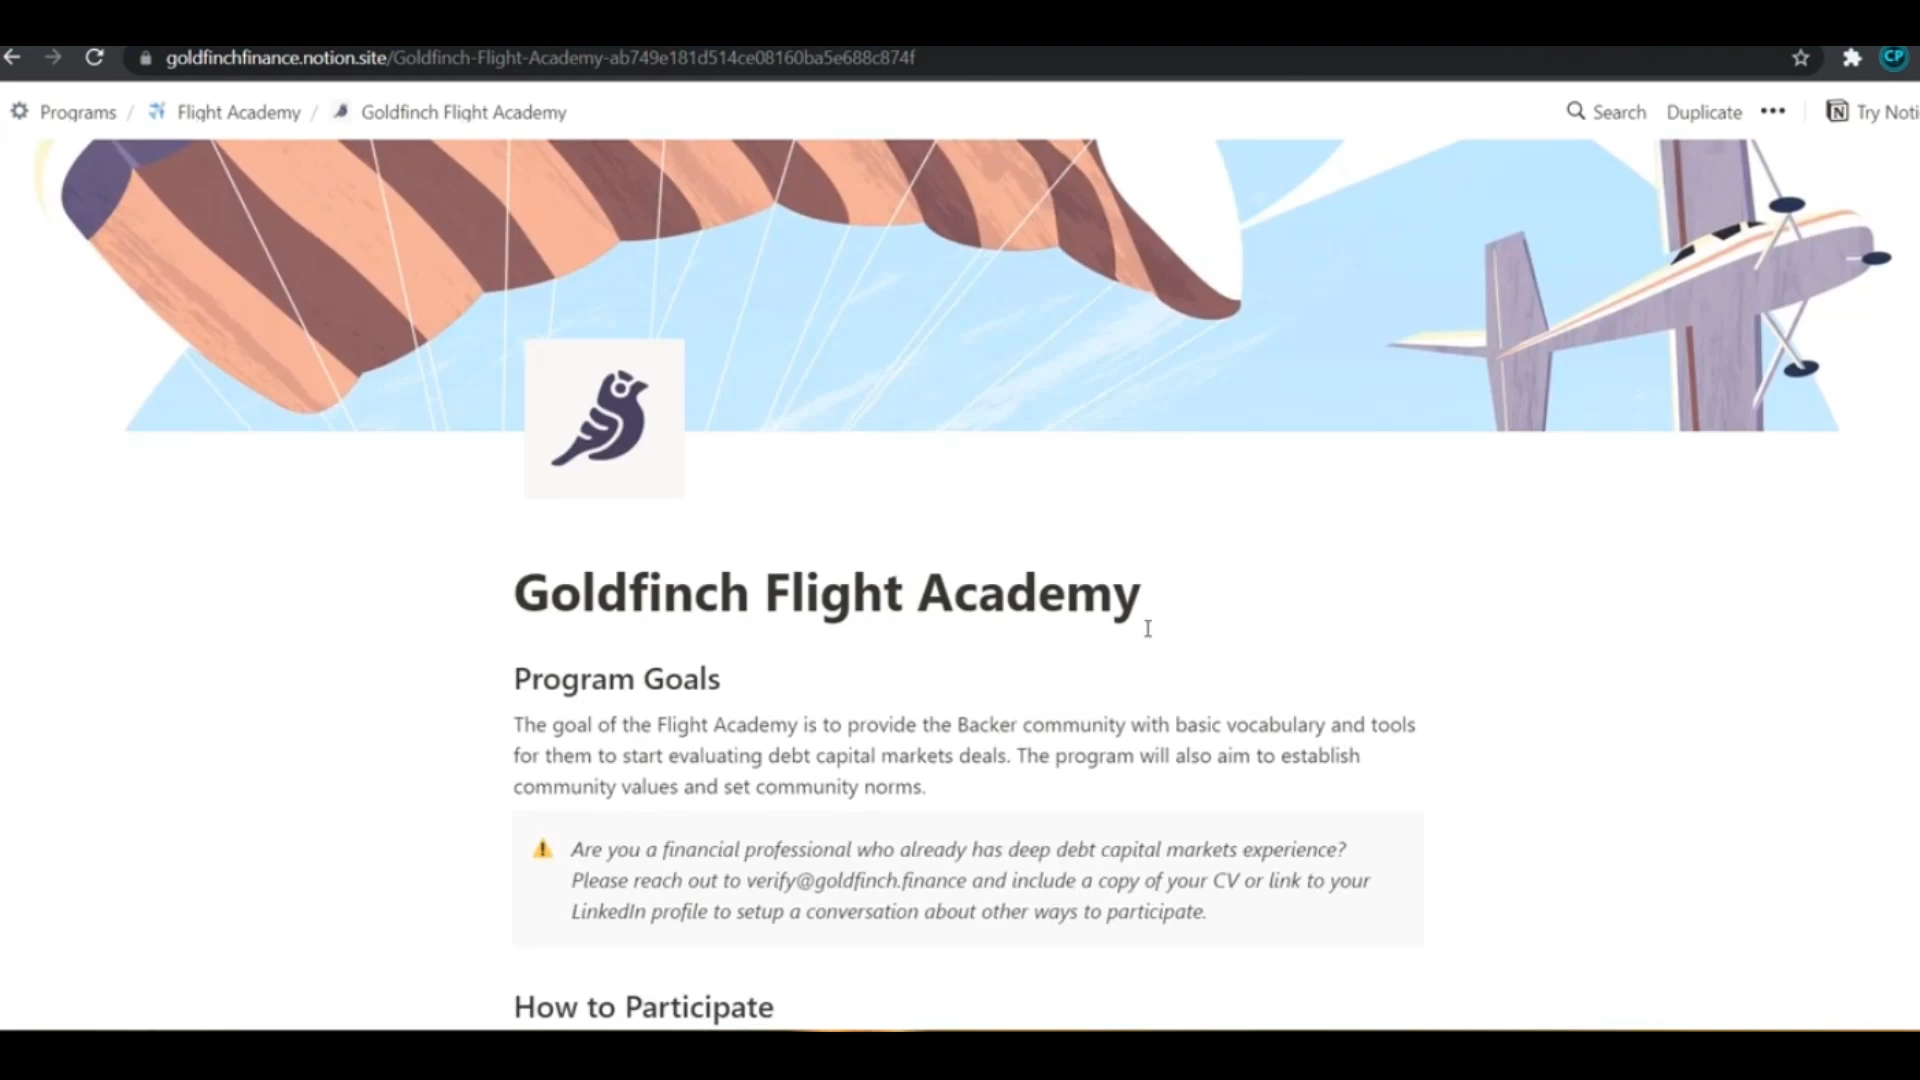 goldfinchfinance.notion.site/Goldfinch-Flight-Academy-ab749e181d514ce08160ba5e688c874f
CP
Programs / Flight Academy / Goldfinch Flight Academy
Search Duplicate ••• Try Noti
Goldfinch Flight Academy
Program Goals
The goal of the Flight Academy is to provide the Backer community with basic vocabulary and tools
for them to start evaluating debt capital markets deals. The program will also aim to establish
community values and set community norms.
Are you a financial professional who already has deep debt capital markets experience?
Please reach out to verify@goldfinch.finance and include a copy of your CV or link to your
LinkedIn profile to setup a conversation about other ways to participate.
How to Participate